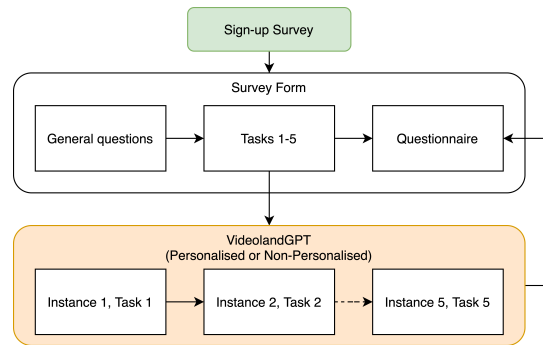 Sign-up Survey
Survey Form
General questions
Tasks 1-5
Questionnaire
VideolandGPT
(Personalised or Non-Personalised)
Instance 1, Task 1
Instance 2, Task 2
Instance 5, Task 5